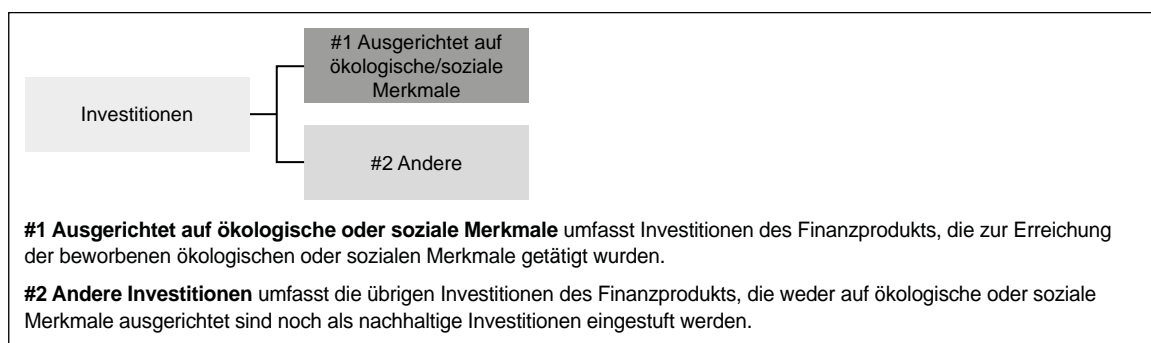 #1 Ausgerichtet auf
ökologische/soziale
Merkmale
Investitionen
#2 Andere
#1 Ausgerichtet auf ökologische oder soziale Merkmale umfasst Investitionen des Finanzprodukts, die zur Erreichung
der beworbenen ökologischen oder sozialen Merkmale getätigt wurden.
#2 Andere Investitionen umfasst die übrigen Investitionen des Finanzprodukts, die weder auf ökologische oder soziale
Merkmale ausgerichtet sind noch als nachhaltige Investitionen eingestuft werden.